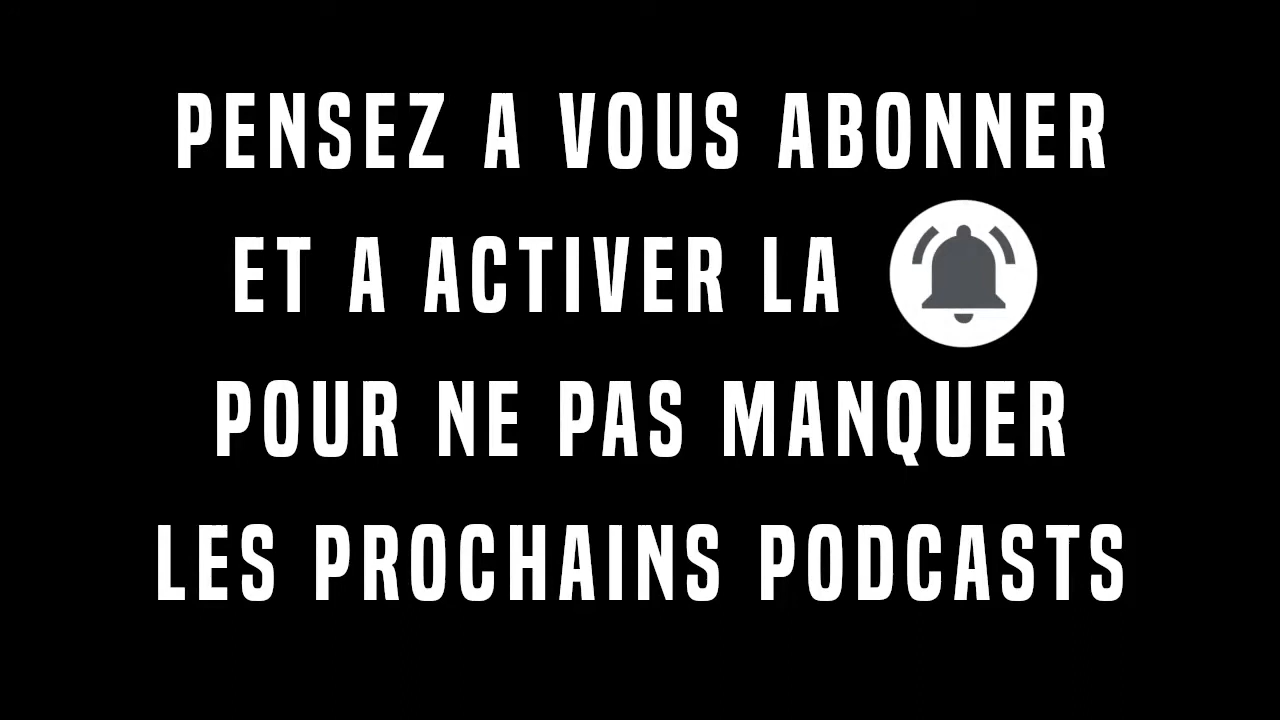 PENSEZ A VOUS ABONNER
ET A ACTIVER LA
POUR NE PAS MANQUER
LES PROCHAINS PODCASTS